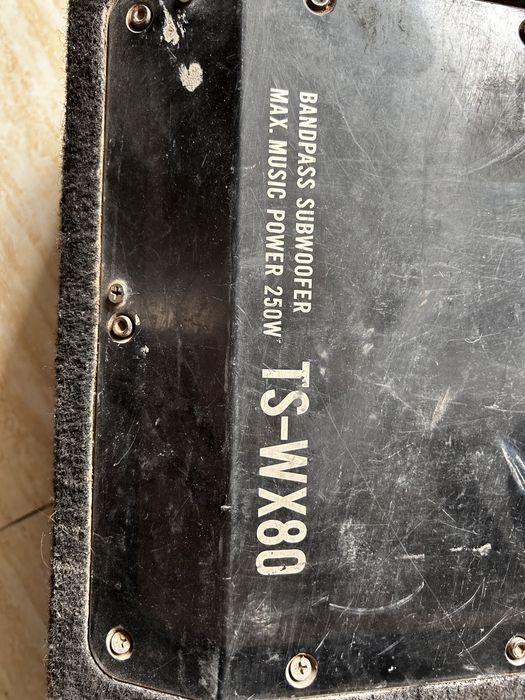 BANDPASS SUBWOOFER
MAX. MUSIC POWER 250W
TS-WX80